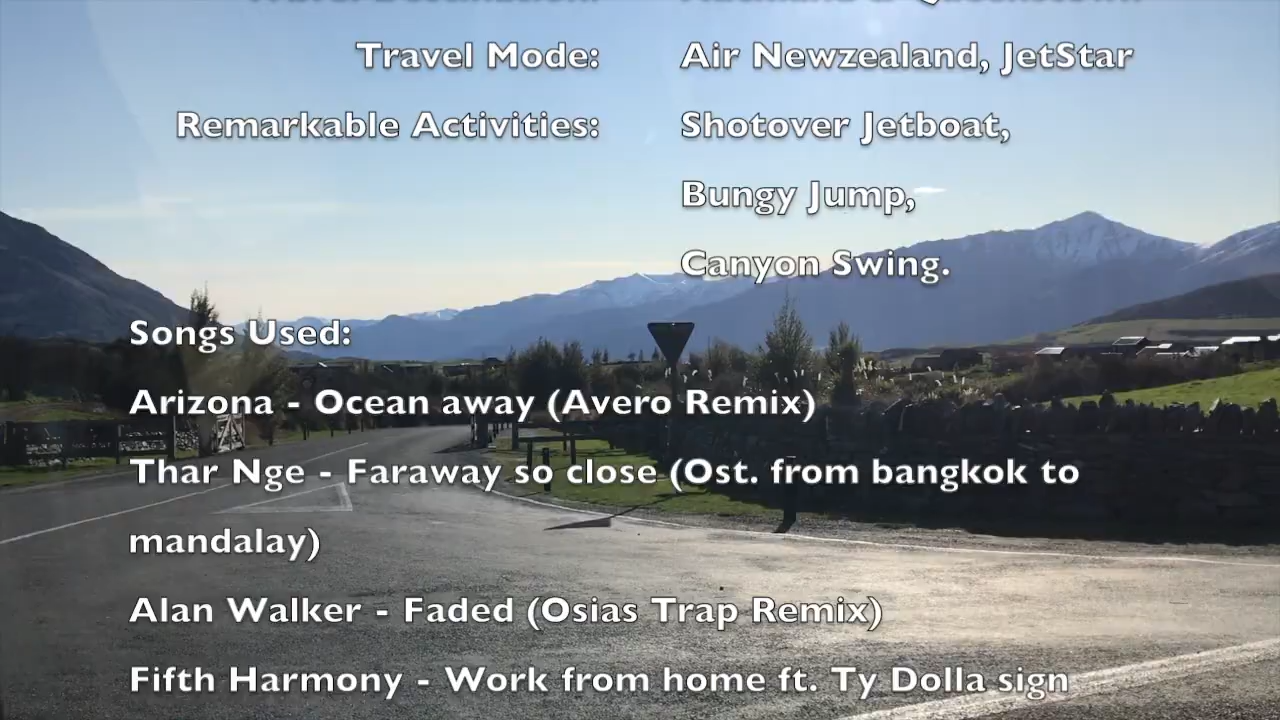 Travel Mode: Air Newzealand, JetStar
Remarkable Activities: Shotover Jetboat,
Bungy Jump,
Canyon Swing.
Songs Used:
Arizona - Ocean away (Avero Remix)
Thar Nge - Faraway so close (Ost. from bangkok to
mandalay)
Alan Walker - Faded (Osias Trap Remix)
Fifth Harmony - Work from home ft. Ty Dolla sign